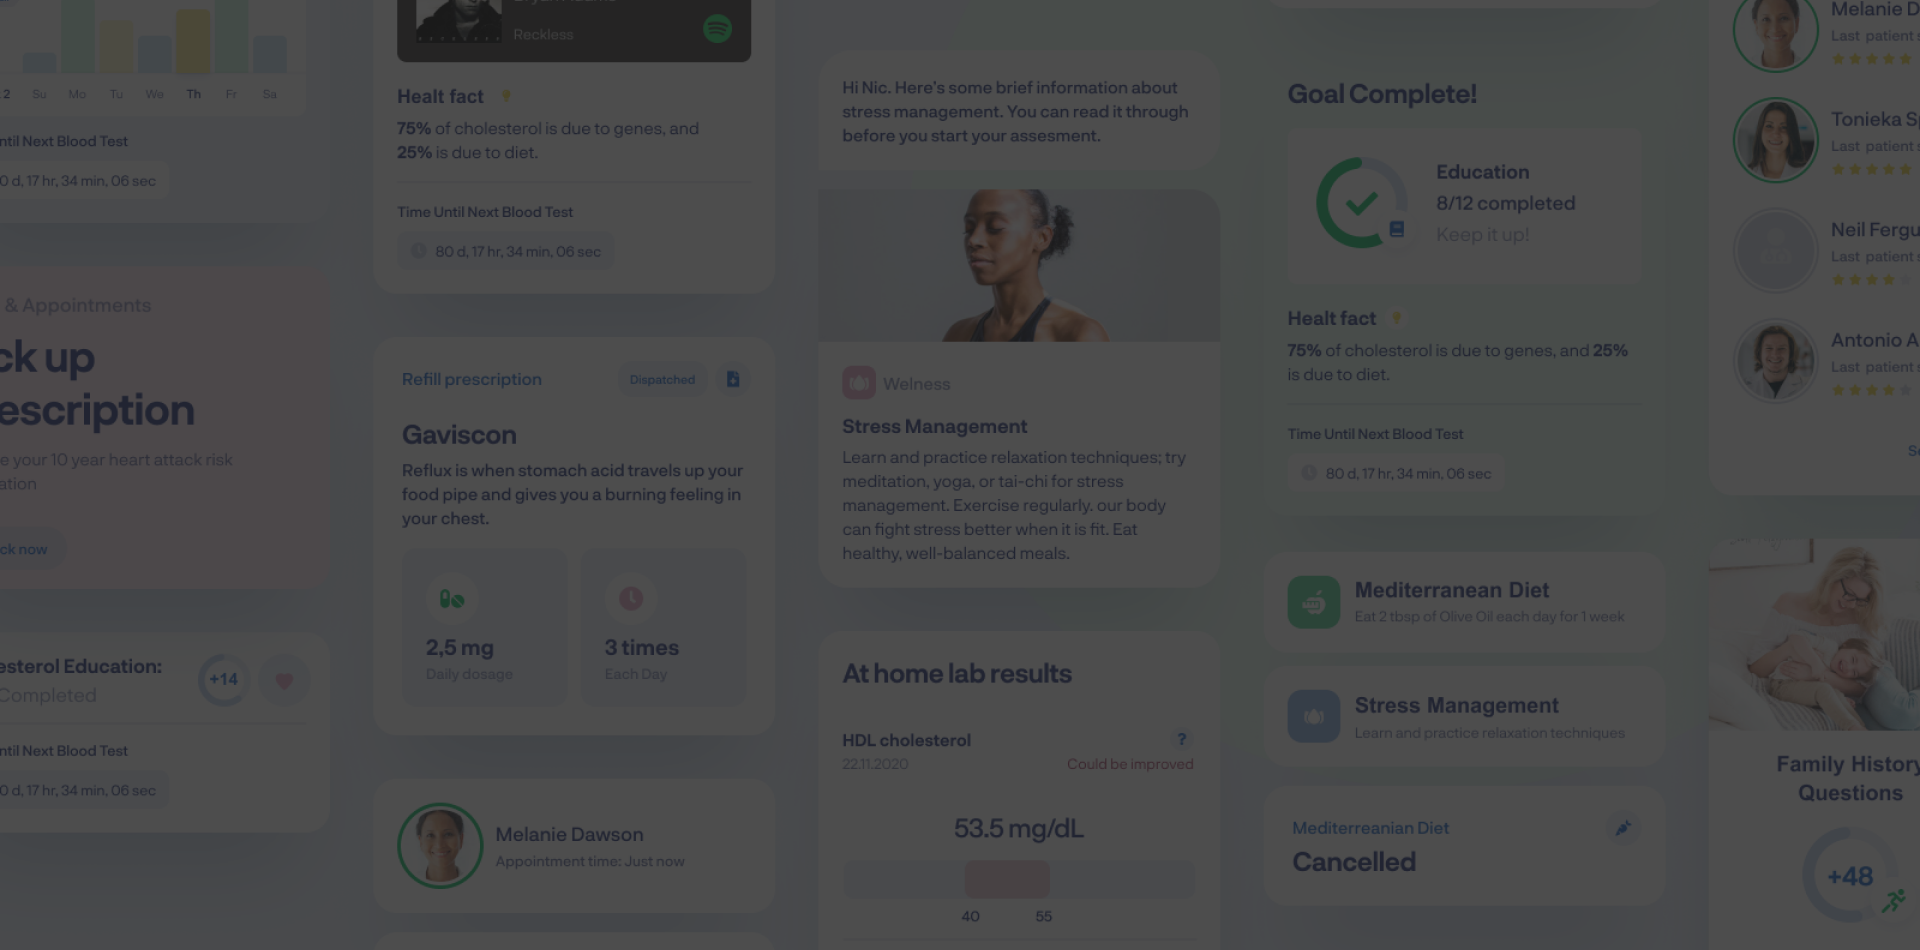 2
Su
Mo
Tu
We
Th
Fr
Sa
ntil Next Blood Test
0 d, 17 hr, 34 min, 06 sec
& Appointments
ck up
escription
e your 10 year heart attack risk
ation
ck now
esterol Education:
Completed
+14
ntil Next Blood Test
0 d, 17 hr, 34 min, 06 sec
Reckless
Healt fact
75% of cholesterol is due to genes, and
25% is due to diet.
Time Until Next Blood Test
80 d, 17 hr, 34 min, 06 sec
Refill prescription
Dispatched
Gaviscon
Reflux is when stomach acid travels up your
food pipe and gives you a burning feeling in
your chest.
2,5 mg
Daily dosage
3 times
Each Day
Melanie Dawson
Appointment time: Just now
Hi Nic. Here's some brief information about
stress management. You can read it through
before you start your assesment.
Welness
Stress Management
Learn and practice relaxation techniques; try
meditation, yoga, or tai-chi for stress
management. Exercise regularly. our body
can fight stress better when it is fit. Eat
healthy, well-balanced meals.
At home lab results
HDL cholesterol
?
22.11.2020
Could be improved
53.5 mg/dL
40
55
Goal Complete!
Education
8/12 completed
Keep it up!
Healt fact
75% of cholesterol is due to genes, and 25%
is due to diet.
Time Until Next Blood Test
80 d, 17 hr, 34 min, 06 sec
Mediterranean Diet
Eat 2 tbsp of Olive Oil each day for 1 week
Stress Management
Learn and practice relaxation techniques
Mediterreanian Diet
Cancelled
Melanie D
Last patient s
Tonieka Sp
Last patient s
Neil Fergu
Last patient s
Antonio A
Last patient s
Se
Family History
Questions
+48